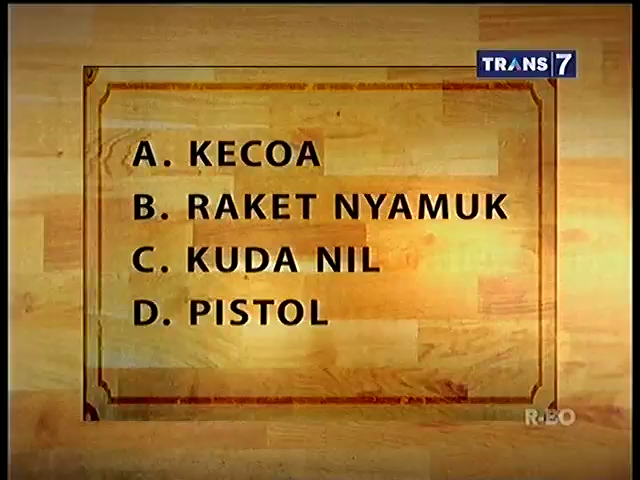 TRANS 7
A. KECOA
B. RAKET NYAMUK
C. KUDA NIL
D. PISTOL
R-BO